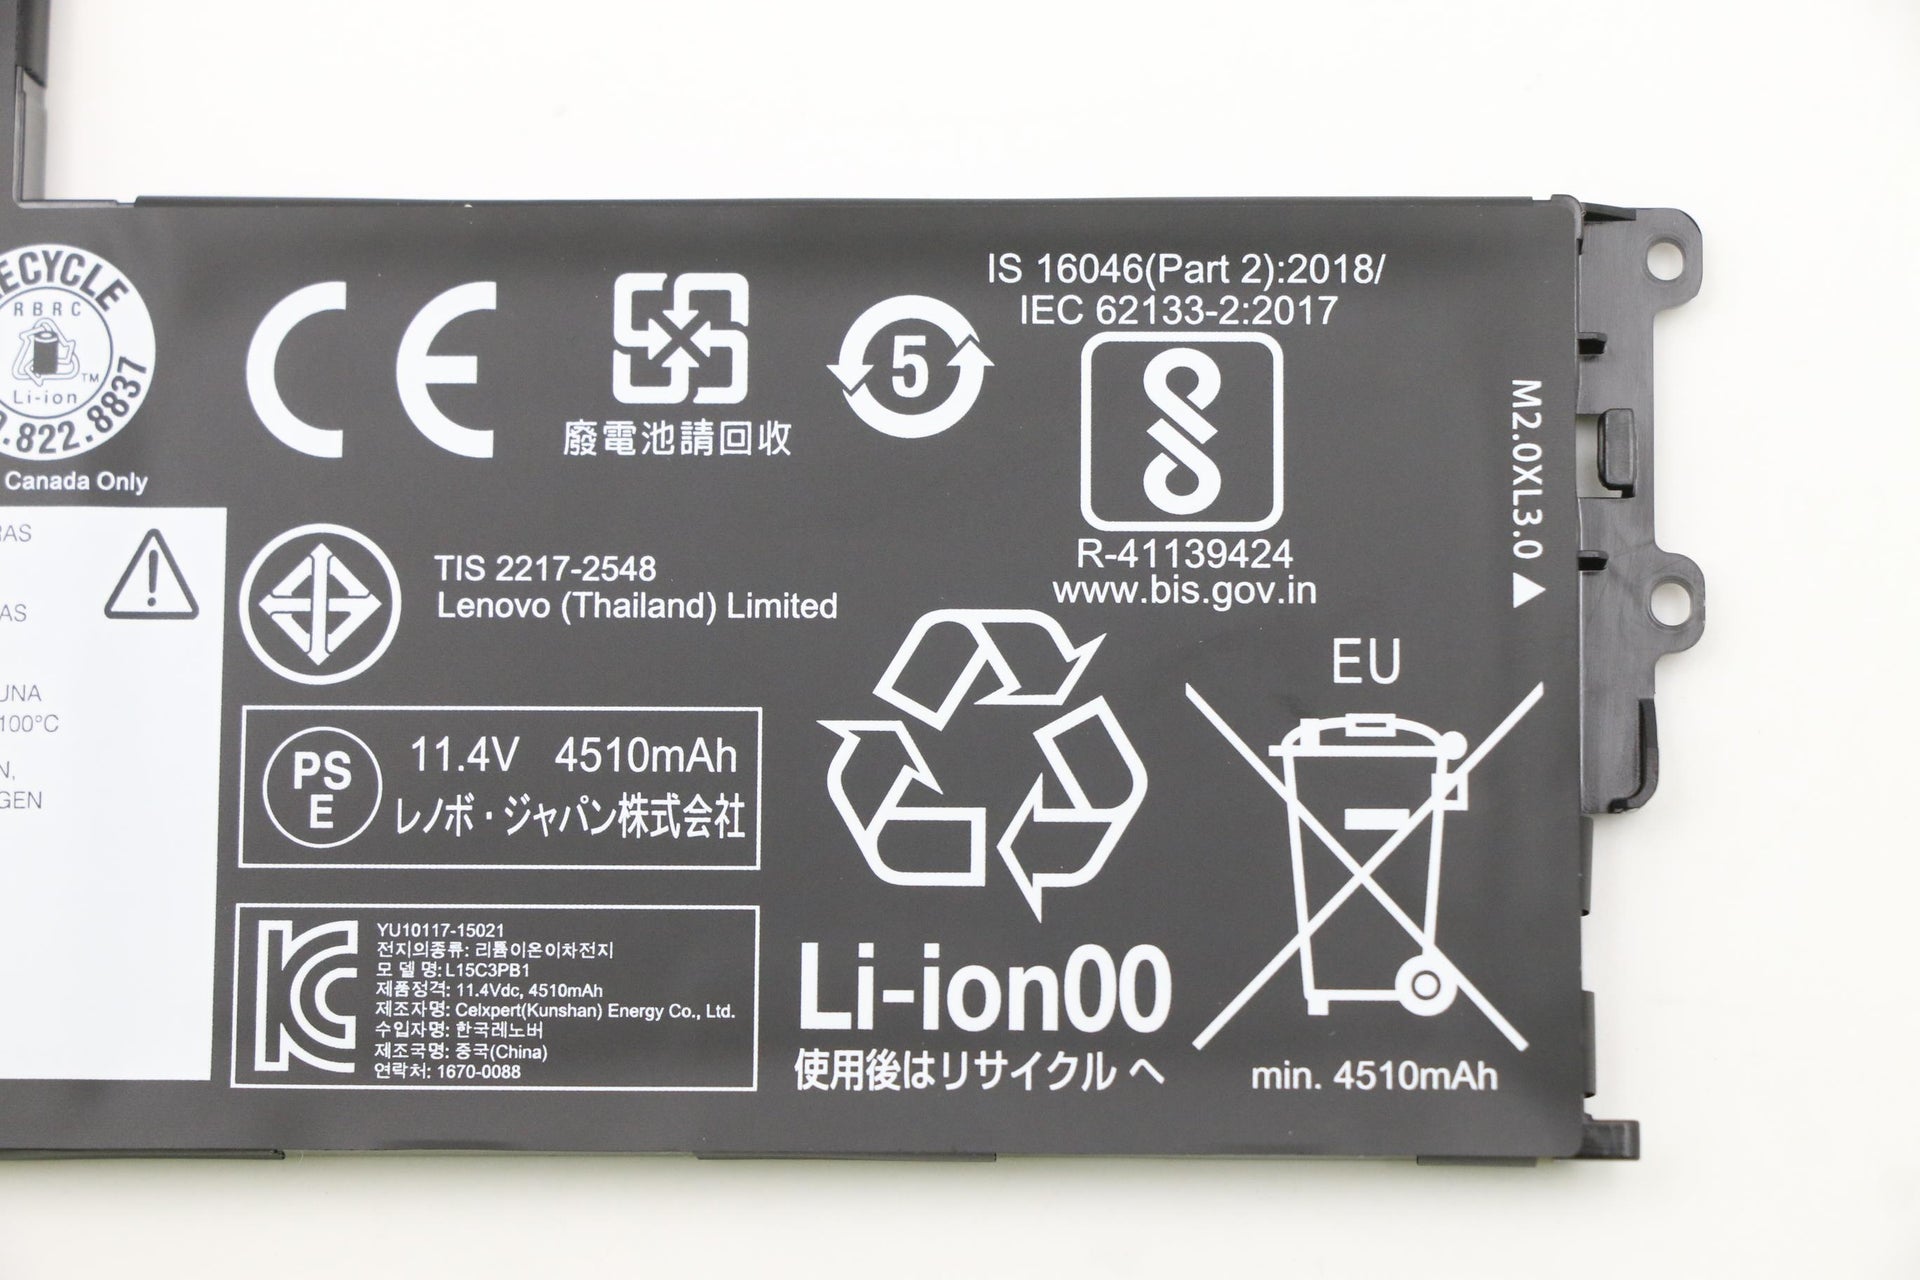 ECYCLE
RBRC
TM
Li-ion
.822.8837
Canada Only
CE
廢電池請回收
5
IS 16046(Part 2):2018/
IEC 62133-2:2017
R-41139424
www.bis.gov.in
M2.0XL3.0
TIS 2217-2548
Lenovo (Thailand) Limited
100°C
PS
E
11.4V 4510mAh
レノボ・ジャパン株式会社
YU10117-15021
전지의종류: 리튬이온이차전지
모 델 명: L15C3PB1
제품정격: 11.4Vdc, 4510mAh
제조자명: Celxpert(Kunshan) Energy Co., Ltd.
수입자명: 한국레노버
제조국명: 중국(China)
연락처: 1670-0088
Li-ion00
使用後はリサイクルへ
EU
min. 4510mAh